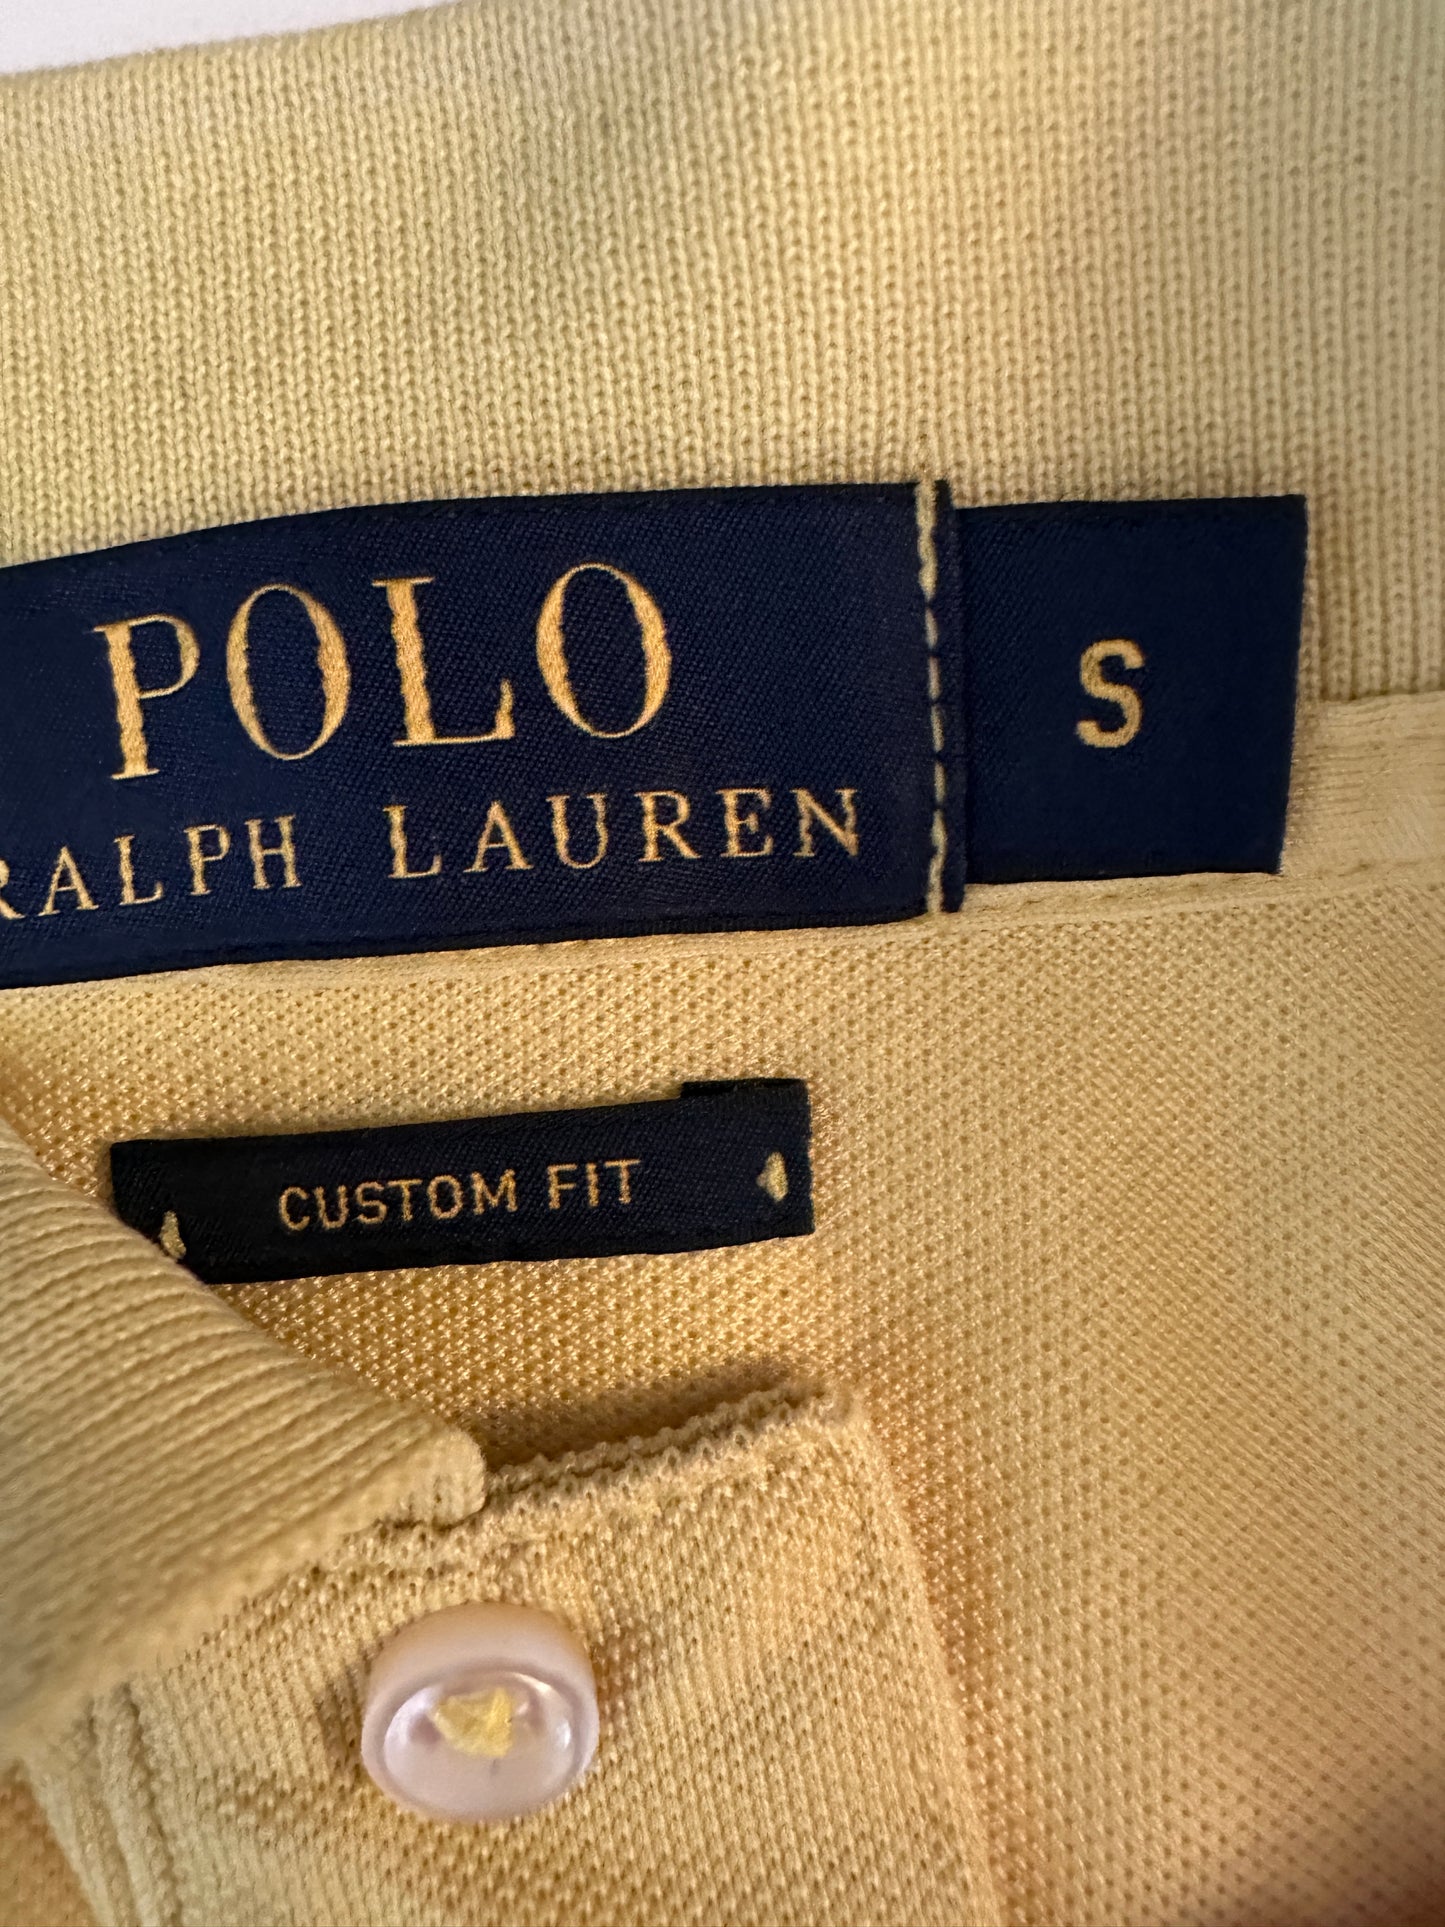 POLO
RALPH LAUREN
S
CUSTOM FIT